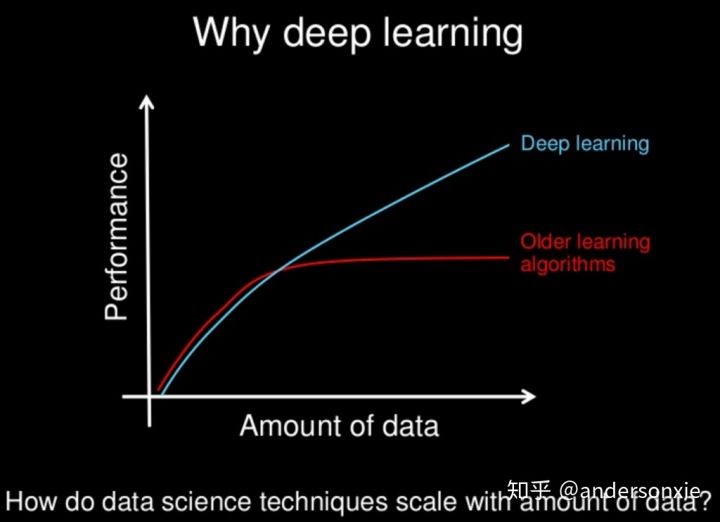 Why deep learning
Performance
Deep learning
Older learning
algorithms
Amount of data
知乎 @andersonxie
How do data science techniques scale with amount of data?